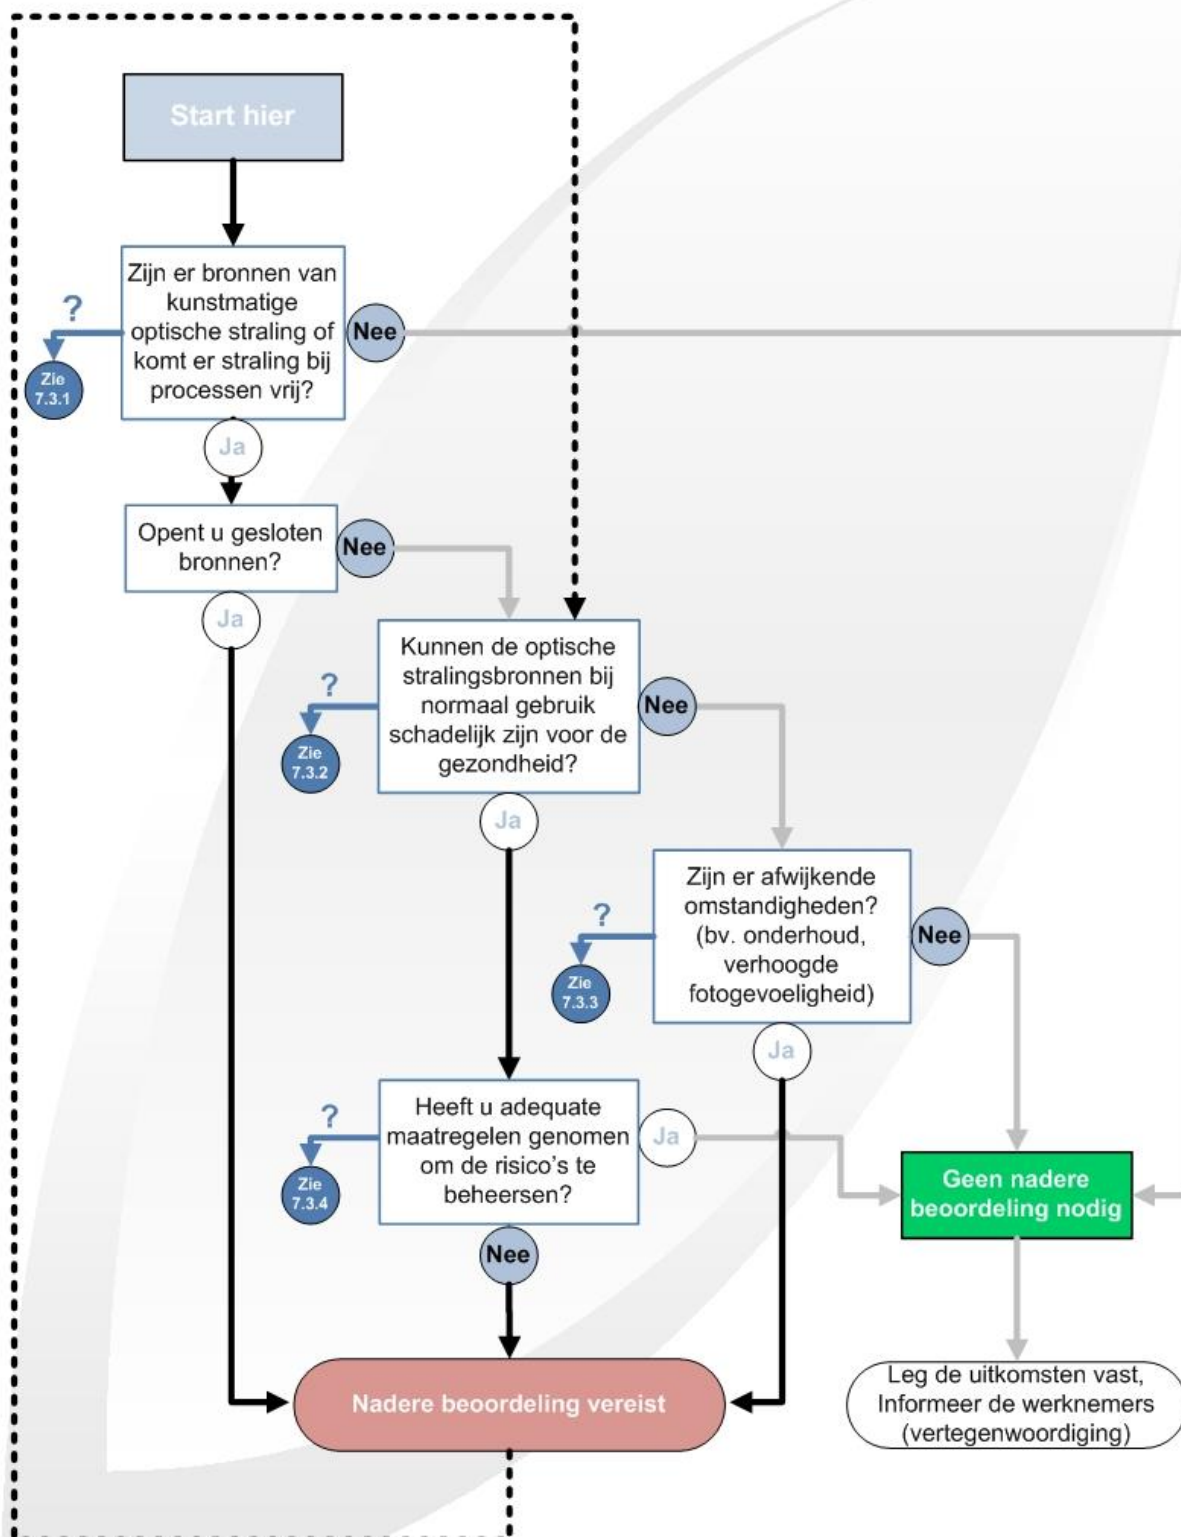 Start hier
Zijn er bronnen van
kunstmatige
optische straling of
komt er straling bij
processen vrij?
?
Zie
7.3.1
Nee
Ja
Opent u gesloten
bronnen?
Nee
Ja
Kunnen de optische
stralingsbronnen bij
normaal gebruik
schadelijk zijn voor de
gezondheid?
?
Zie
7.3.2
Nee
Ja
Zijn er afwijkende
omstandigheden?
(bv. onderhoud,
verhoogde
fotogevoeligheid)
?
Zie
7.3.3
Nee
Ja
Heeft u adequate
maatregelen genomen
om de risico's te
beheersen?
?
Zie
7.3.4
Ja
Nee
Geen nadere
beoordeling nodig
Nadere beoordeling vereist
Leg de uitkomsten vast,
Informeer de werknemers
(vertegenwoordiging)